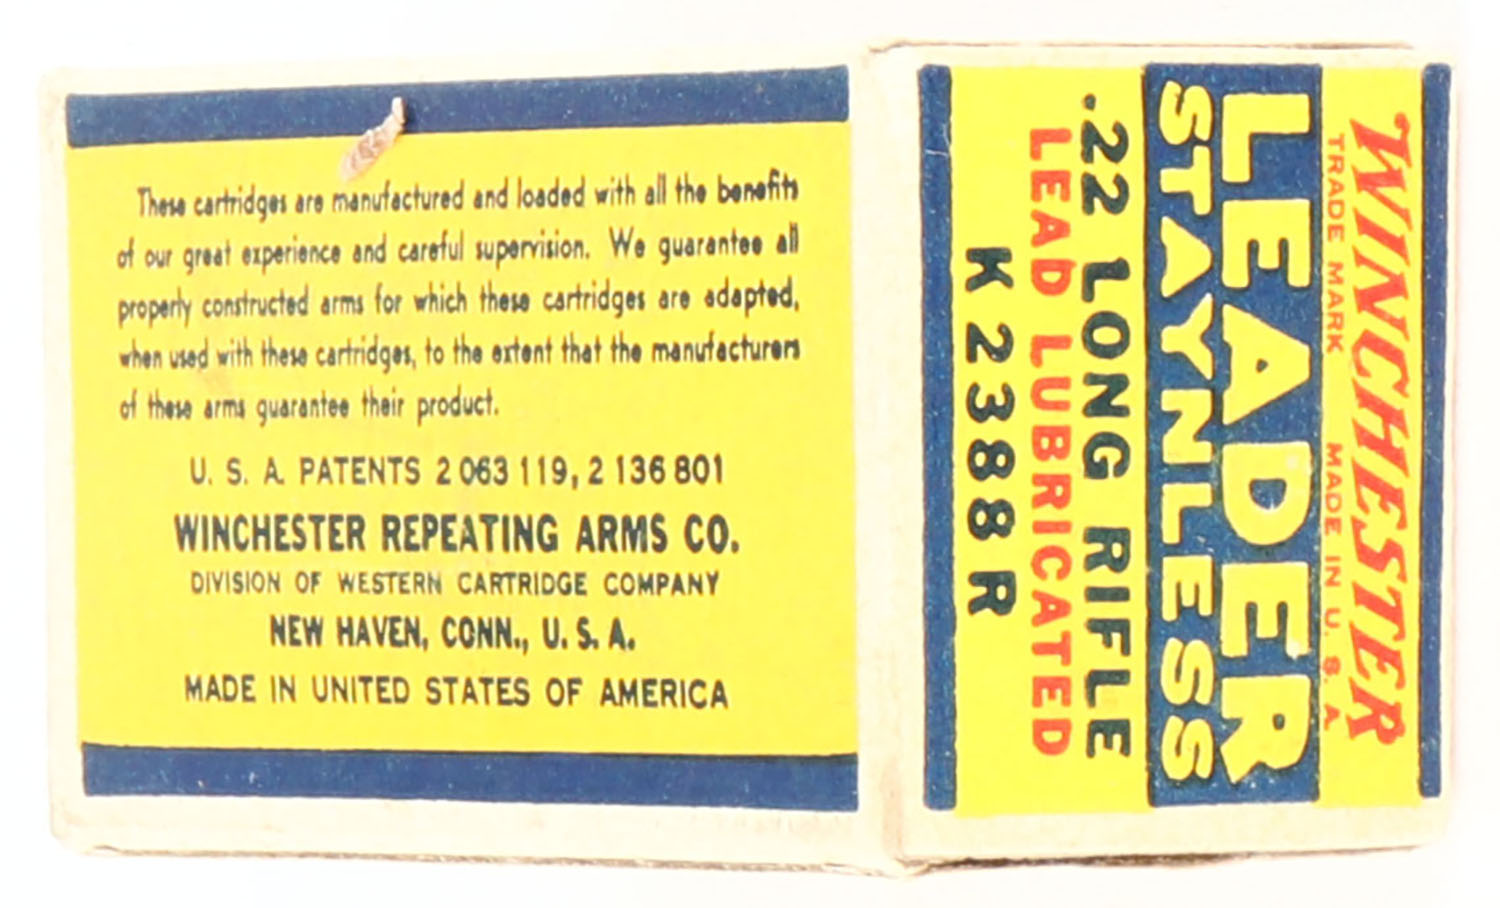 These cartridges are manufactured and loaded with all the benefits
of our great experience and careful supervision. We guarantee all
properly constructed arms for which these cartridges are adapted,
when used with these cartridges, to the extent that the manufacturers
of these arms guarantee their product.
U. S. A. PATENTS 2 063 119, 2 136 801
WINCHESTER REPEATING ARMS CO.
DIVISION OF WESTERN CARTRIDGE COMPANY
NEW HAVEN, CONN., U. S. A.
MADE IN UNITED STATES OF AMERICA
WINCHESTER
TRADE MARK MADE IN U. S. A.
LEADER
STAYNLESS
.22 LONG RIFLE
LEAD LUBRICATED
K 2388 R